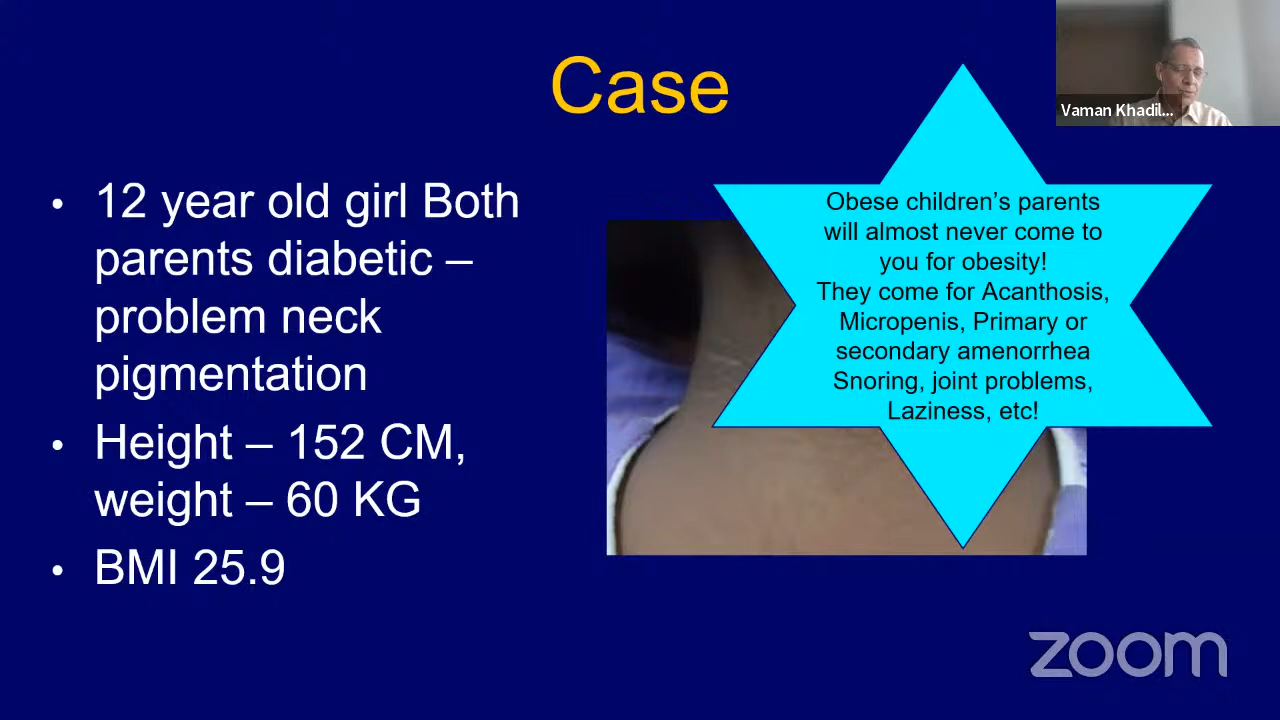 Case
Vaman Khadil...
• 12 year old girl Both
parents diabetic –
problem neck
pigmentation
• Height – 152 CM,
weight – 60 KG
• BMI 25.9
Obese children’s parents
will almost never come to
you for obesity!
They come for Acanthosis,
Micropenis, Primary or
secondary amenorrhea
Snoring, joint problems,
Laziness, etc!
zoom